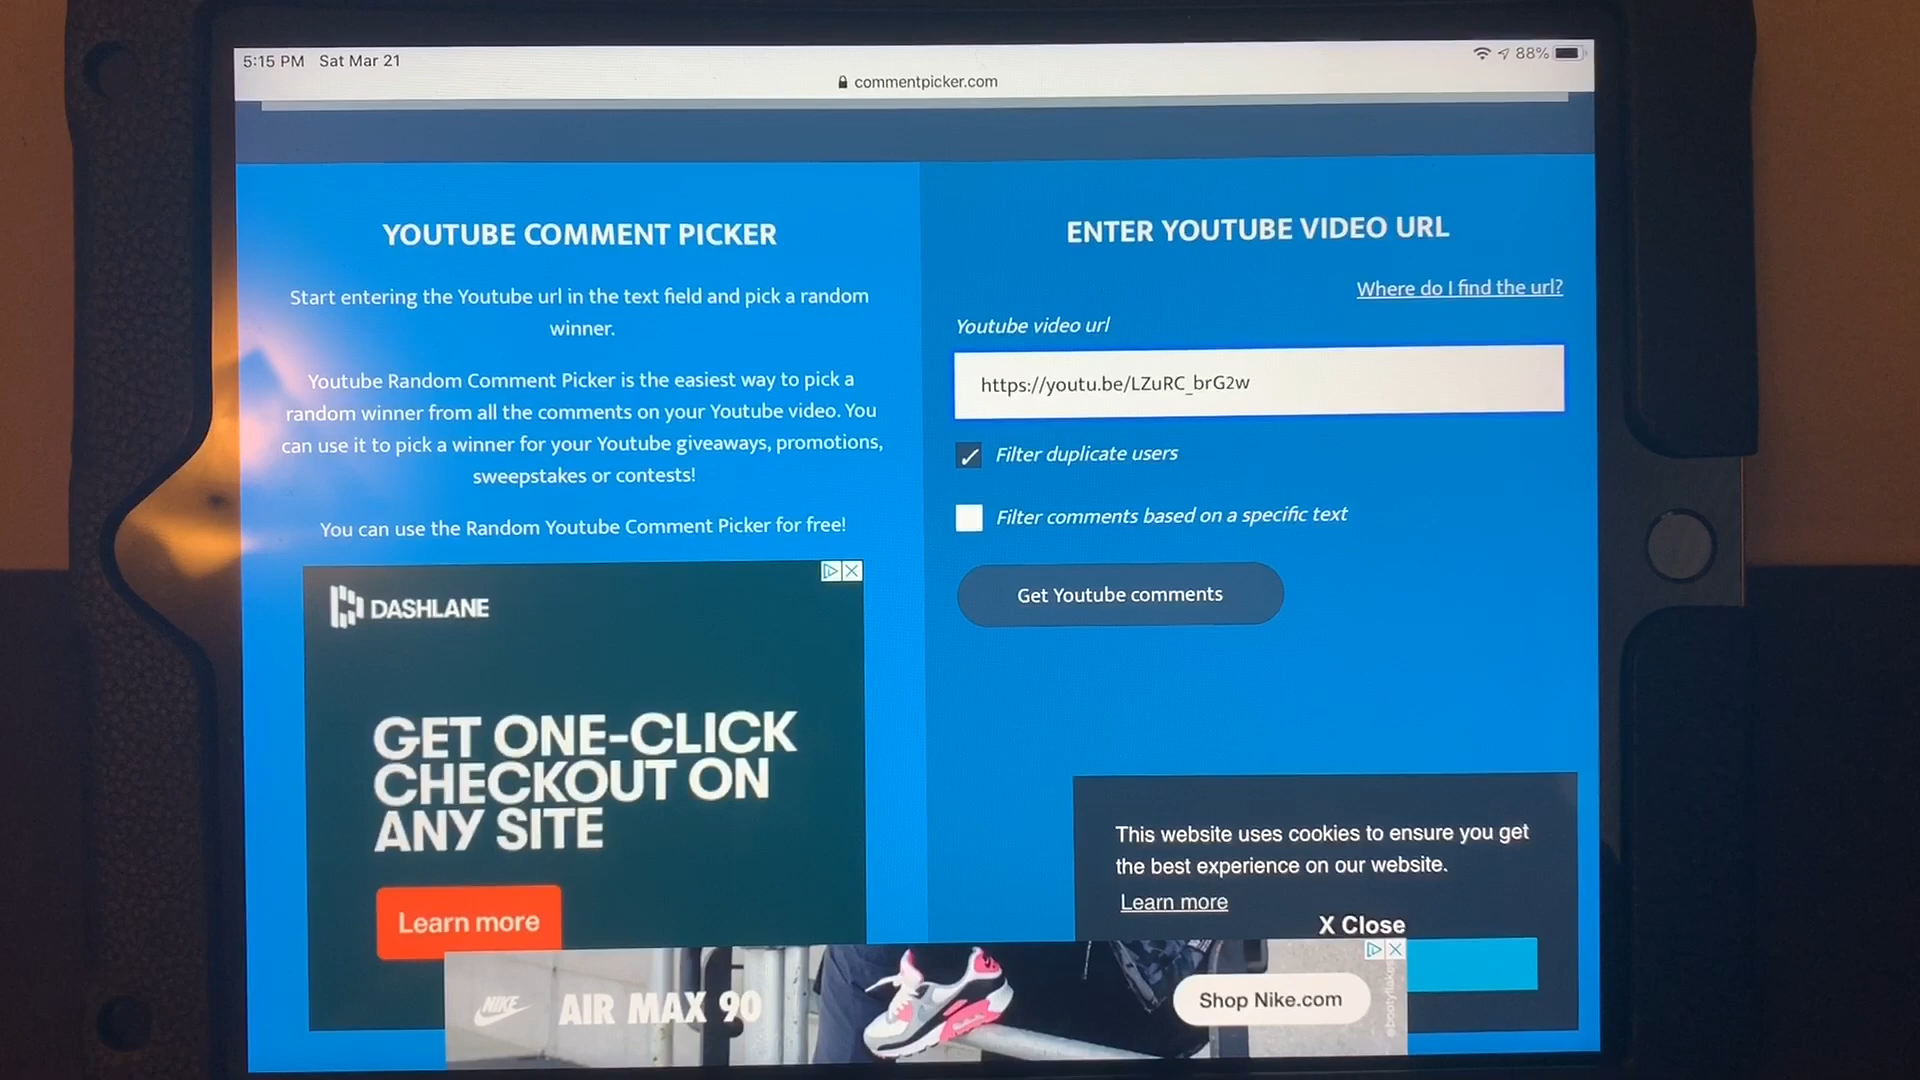 5:15 PM Sat Mar 21
88%
commentpicker.com
YOUTUBE COMMENT PICKER
Start entering the Youtube url in the text field and pick a random
winner.
Youtube Random Comment Picker is the easiest way to pick a
random winner from all the comments on your Youtube video. You
can use it to pick a winner for your Youtube giveaways, promotions,
sweepstakes or contests!
You can use the Random Youtube Comment Picker for free!
DASHLANE
GET ONE-CLICK
CHECKOUT ON
ANY SITE
Learn more
ENTER YOUTUBE VIDEO URL
Where do I find the url?
Youtube video url
https://youtu.be/LZuRC_brG2w
Filter duplicate users
Filter comments based on a specific text
Get Youtube comments
This website uses cookies to ensure you get
the best experience on our website.
Learn more
X Close
NIKE
AIR MAX 90
Shop Nike.com